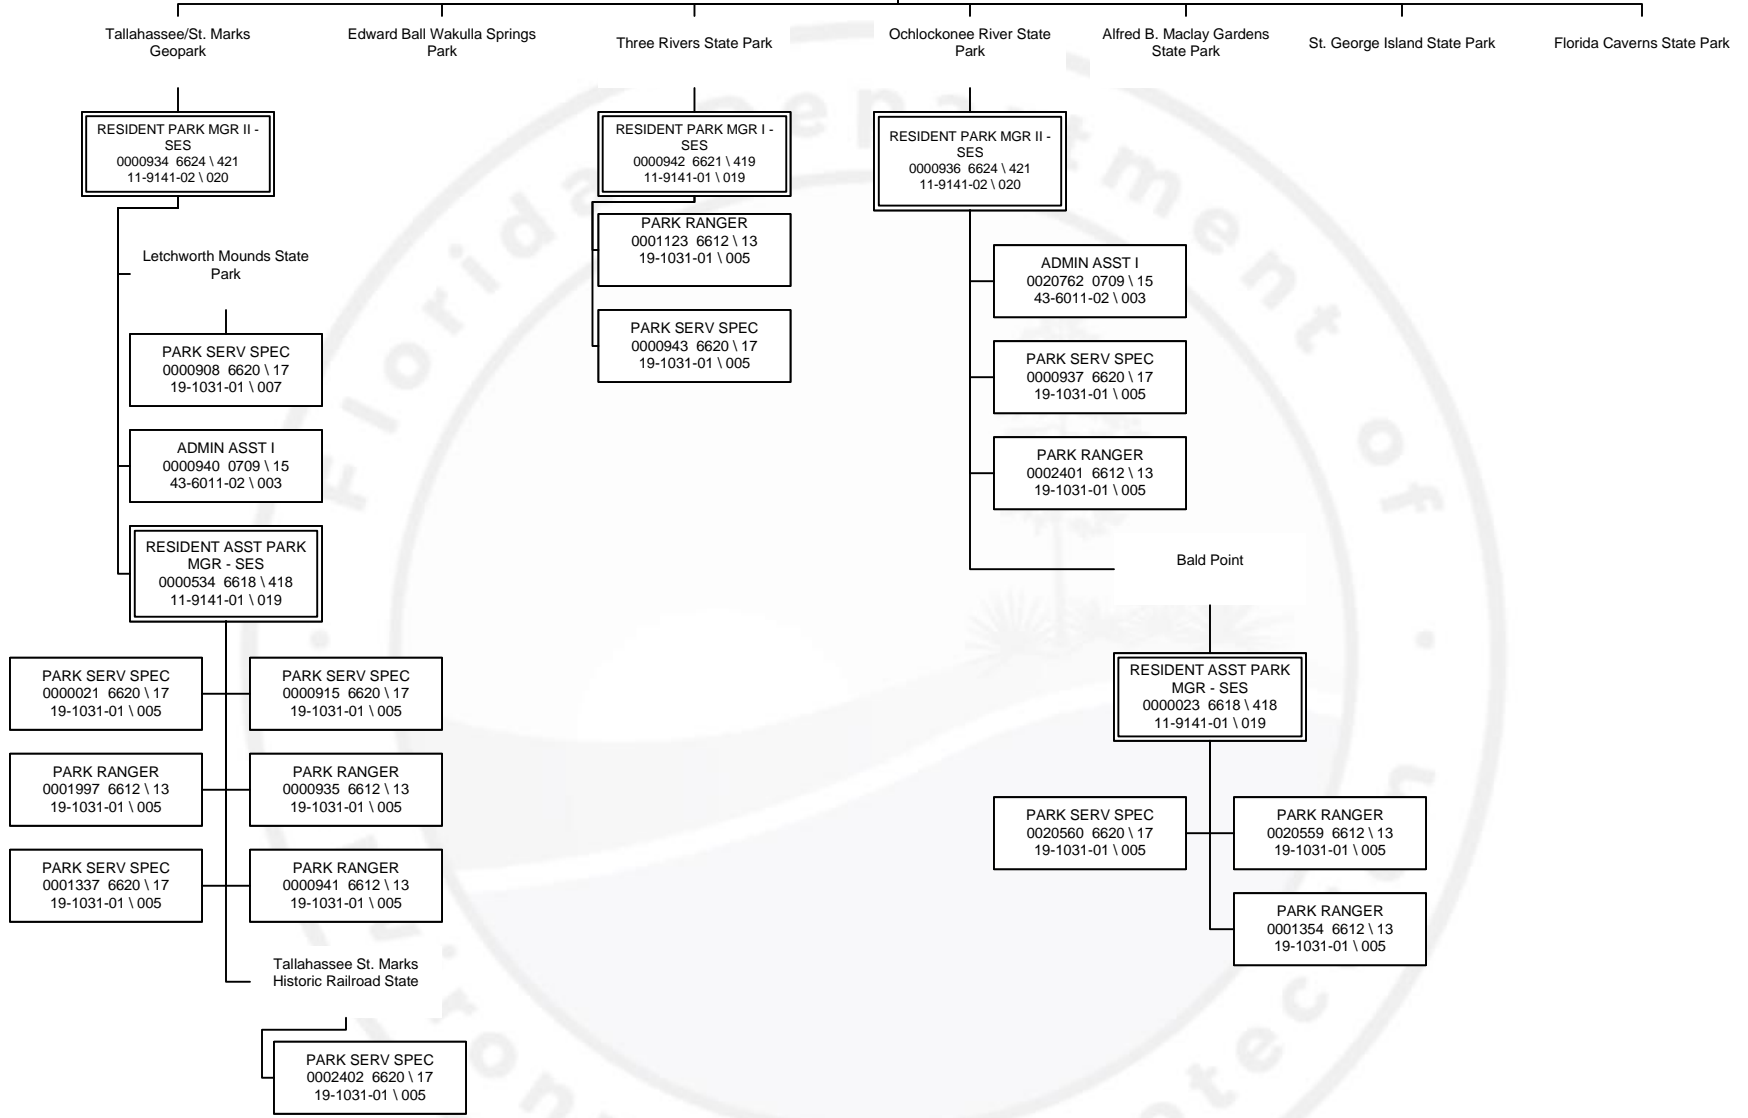 Tallahassee/St. Marks
Geopark
Edward Ball Wakulla Springs
Park
Three Rivers State Park
Ochlockonee River State
Park
Alfred B. Maclay Gardens
State Park
St. George Island State Park
Florida Caverns State Park
RESIDENT PARK MGR II -
SES
0000934 6624 \ 421
11-9141-02 \ 020
Letchworth Mounds State
Park
PARK SERV SPEC
0000908 6620 \ 17
19-1031-01 \ 007
ADMIN ASST I
0000940 0709 \ 15
43-6011-02 \ 003
RESIDENT ASST PARK
MGR - SES
0000534 6618 \ 418
11-9141-01 \ 019
PARK SERV SPEC
0000021 6620 \ 17
19-1031-01 \ 005
PARK SERV SPEC
0000915 6620 \ 17
19-1031-01 \ 005
PARK RANGER
0001997 6612 \ 13
19-1031-01 \ 005
PARK RANGER
0000935 6612 \ 13
19-1031-01 \ 005
PARK SERV SPEC
0001337 6620 \ 17
19-1031-01 \ 005
PARK RANGER
0000941 6612 \ 13
19-1031-01 \ 005
Tallahassee St. Marks
Historic Railroad State
PARK SERV SPEC
0002402 6620 \ 17
19-1031-01 \ 005
RESIDENT PARK MGR I -
SES
0000942 6621 \ 419
11-9141-01 \ 019
PARK RANGER
0001123 6612 \ 13
19-1031-01 \ 005
PARK SERV SPEC
0000943 6620 \ 17
19-1031-01 \ 005
RESIDENT PARK MGR II -
SES
0000936 6624 \ 421
11-9141-02 \ 020
ADMIN ASST I
0020762 0709 \ 15
43-6011-02 \ 003
PARK SERV SPEC
0000937 6620 \ 17
19-1031-01 \ 005
PARK RANGER
0002401 6612 \ 13
19-1031-01 \ 005
Bald Point
RESIDENT ASST PARK
MGR - SES
0000023 6618 \ 418
11-9141-01 \ 019
PARK SERV SPEC
0020560 6620 \ 17
19-1031-01 \ 005
PARK RANGER
0020559 6612 \ 13
19-1031-01 \ 005
PARK RANGER
0001354 6612 \ 13
19-1031-01 \ 005
Florida
of